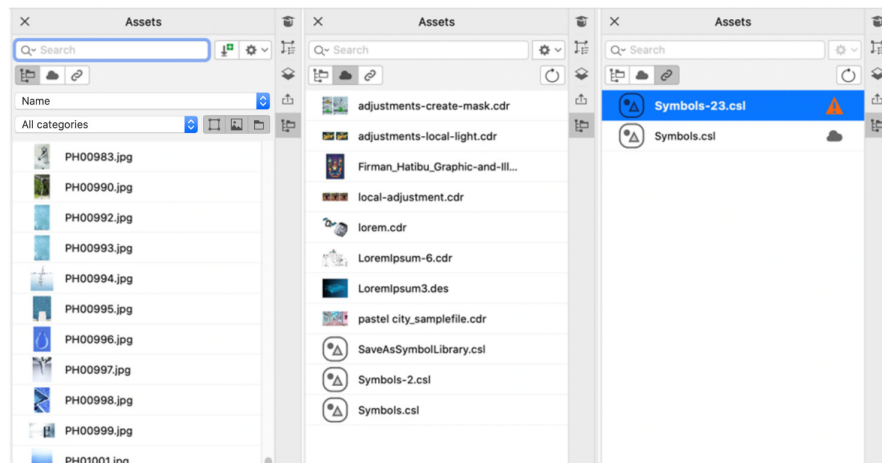 Assets
Search
Name
All categories
PH00983.jpg
PH00990.jpg
PH00992.jpg
PH00993.jpg
PH00994.jpg
PH00995.jpg
PH00996.jpg
PH00997.jpg
PH00998.jpg
PH00999.jpg
PH01001.jpg
Assets
Search
adjustments-create-mask.cdr
adjustments-local-light.cdr
Firman_Hatibu_Graphic-and-Ill...
local-adjustment.cdr
lorem.cdr
LoremIpsum-6.cdr
LoremIpsum3.des
pastel city_samplefile.cdr
SaveAsSymbolLibrary.csl
Symbols-2.csl
Symbols.csl
Assets
Search
Symbols-23.csl
Symbols.csl